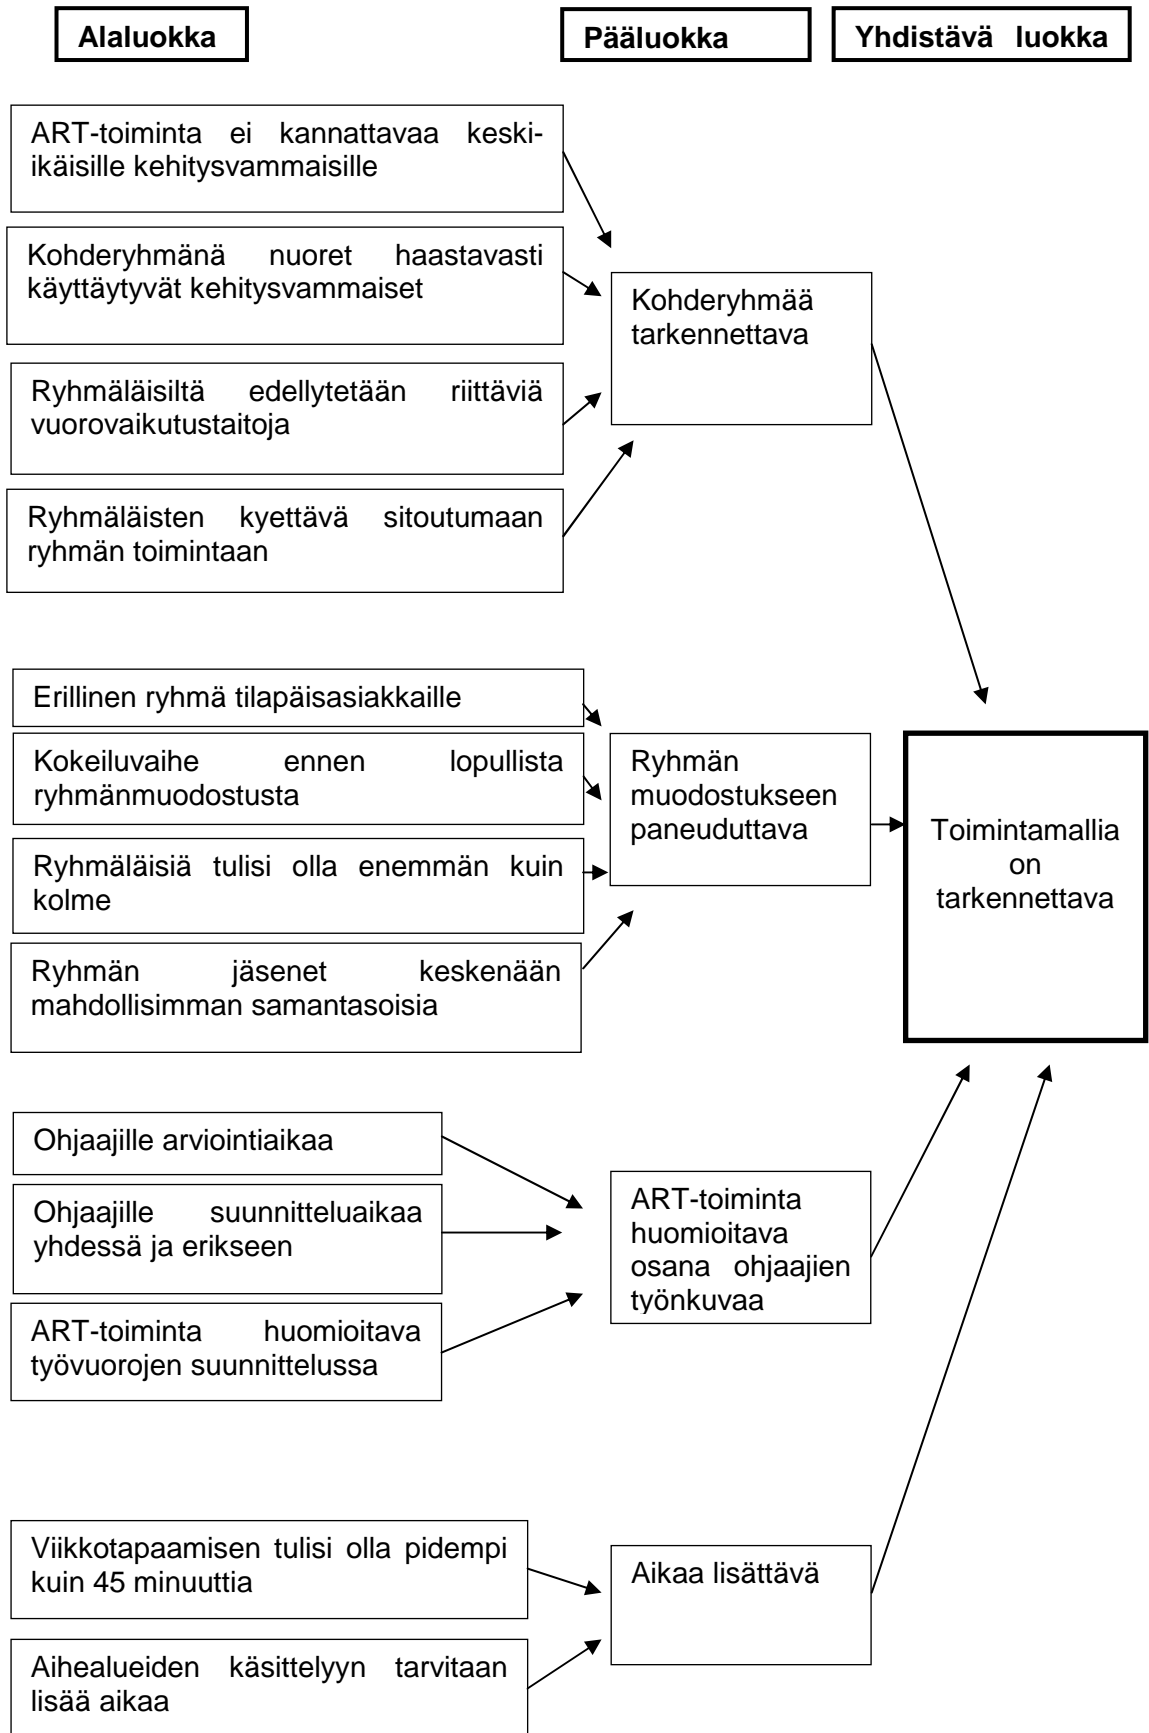 Alaluokka
Pääluokka
Yhdistävä luokka
ART-toiminta ei kannattavaa keski-
ikäisille kehitysvammaisille
Kohderyhmänä nuoret haastavasti
käyttäytyvät kehitysvammaiset
Ryhmäläisiltä edellytetään riittäviä
vuorovaikutustaitoja
Ryhmäläisten kyettävä sitoutumaan
ryhmän toimintaan
Kohderyhmää
tarkennettava
Erillinen ryhmä tilapäisasiakkaille
Kokeiluvaihe ennen lopullista
ryhmänmuodostusta
Ryhmäläisiä tulisi olla enemmän kuin
kolme
Ryhmän jäsenet keskenään
mahdollisimman samantasoisia
Ryhmän
muodostukseen
paneuduttava
Toimintamallia
on
tarkennettava
Ohjaajille arviointiaikaa
Ohjaajille suunnitteluaikaa
yhdessä ja erikseen
ART-toiminta huomioitava
työvuorojen suunnittelussa
ART-toiminta
huomioitava
osana ohjaajien
työnkuvaa
Viikkotapaamisen tulisi olla pidempi
kuin 45 minuuttia
Aihealueiden käsittelyyn tarvitaan
lisää aikaa
Aikaa lisättävä